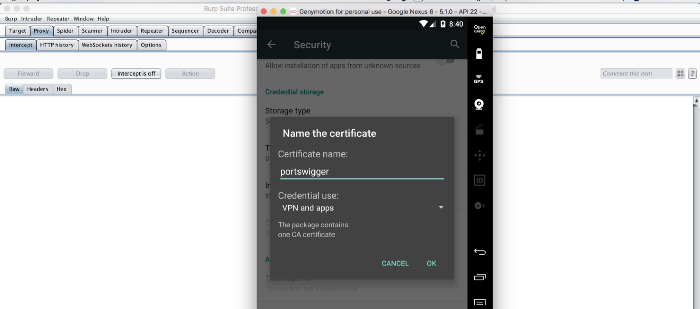 Burp Suite Profes
Burp Intruder Repeater Window Help
Target Proxy Spider Scanner Intruder Repeater Sequencer Decoder Compa
Intercept HTTP history WebSockets history Options
Forward Drop Intercept is off Action
Comment this item
?
Raw Headers Hex
Genymotion for personal use - Google Nexus 6 - 5.1.0 - API 22 -
8:40
Security
Allow installation of apps from unknown sources
Credential storage
Storage type
Name the certificate
Certificate name:
portswigger
Credential use:
VPN and apps
The package contains:
one CA certificate
CANCEL OK
Open
GPS
ID